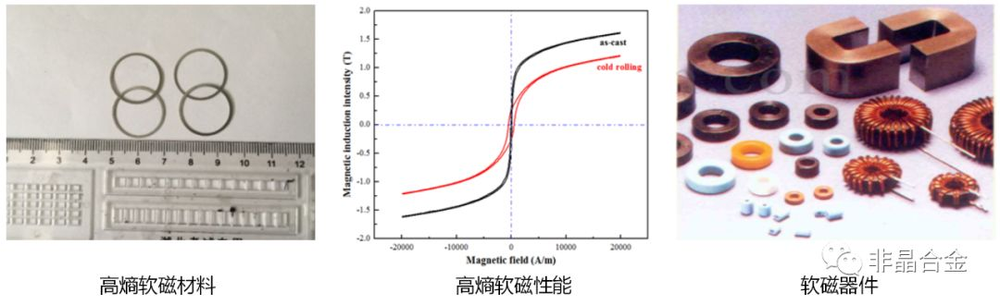 0 1 2 3 4 5 6 7 8 9 10 11 12
2.0
1.5
1.0
0.5
0.0
-0.5
-1.0
-1.5
-2.0
Magnetic induction intensity (T)
as-cast
cold rolling
-20000 -10000 0 10000 20000
Magnetic field (A/m)
.com
非晶合金
高熵软磁材料 高熵软磁性能 软磁器件